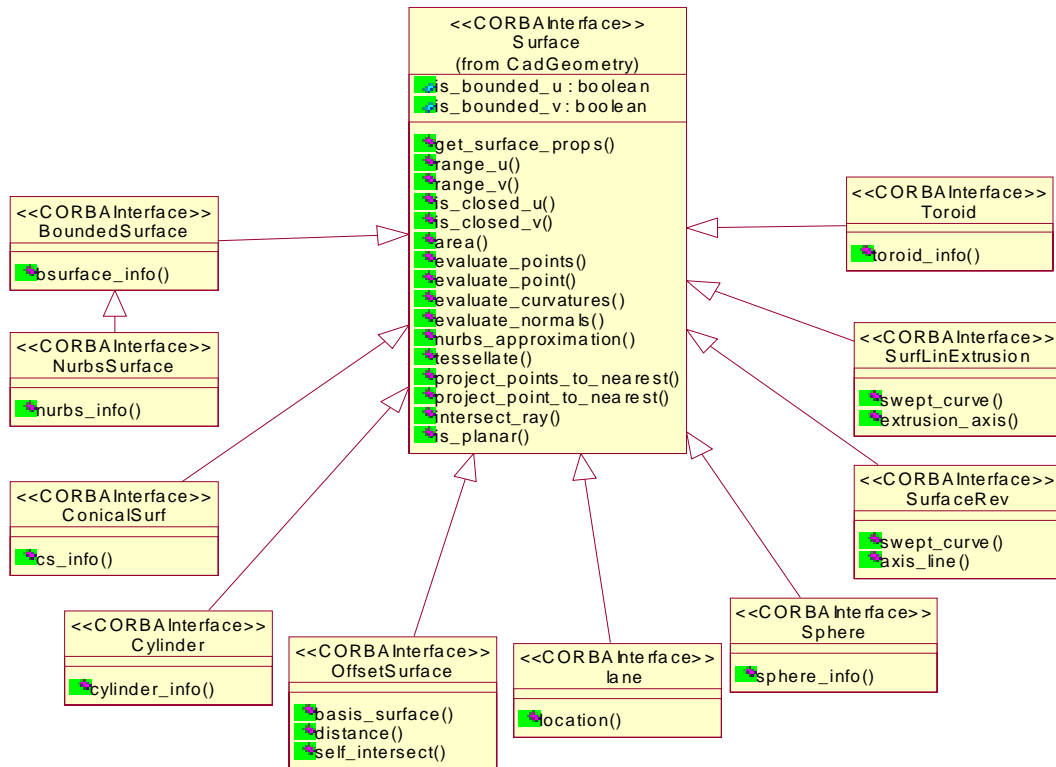 <<CORBAInterface>>
Surface
(from CadGeometry)
is_bounded_u : boolean
is_bounded_v : boolean
get_surface_props()
range_u()
range_v()
is_closed_u()
is_closed_v()
area()
evaluate_points()
evaluate_point()
evaluate_curvatures()
evaluate_normals()
nurbs_approximation()
tessellate()
project_points_to_nearest()
project_point_to_nearest()
intersect_ray()
is_planar()
<<CORBAInterface>>
BoundedSurface
bsurface_info()
<<CORBAInterface>>
NurbsSurface
nurbs_info()
<<CORBAInterface>>
ConicalSurf
cs_info()
<<CORBAInterface>>
Cylinder
cylinder_info()
<<CORBAInterface>>
OffsetSurface
basis_surface()
distance()
self_intersect()
<<CORBAInterface>>
lane
location()
<<CORBAInterface>>
Sphere
sphere_info()
<<CORBAInterface>>
SurfaceRev
swept_curve()
axis_line()
<<CORBAInterface>>
SurfLinExtrusion
swept_curve()
extrusion_axis()
<<CORBAInterface>>
Toroid
toroid_info()